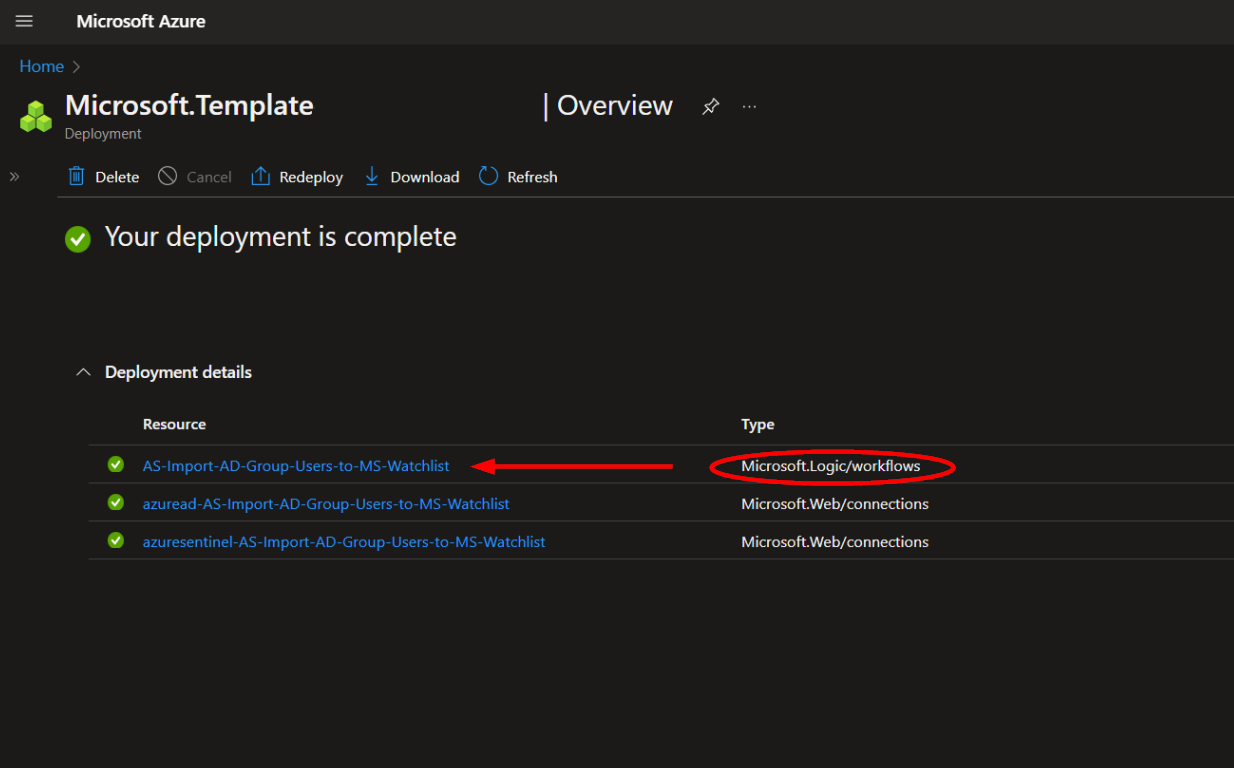 Microsoft Azure
Home
Microsoft.Template | Overview ...
Deployment
Delete Cancel Redeploy Download Refresh
Your deployment is complete
Deployment details
Resource Type
AS-Import-AD-Group-Users-to-MS-Watchlist Microsoft.Logic/workflows
azuread-AS-Import-AD-Group-Users-to-MS-Watchlist Microsoft.Web/connections
azuresentinel-AS-Import-AD-Group-Users-to-MS-Watchlist Microsoft.Web/connections